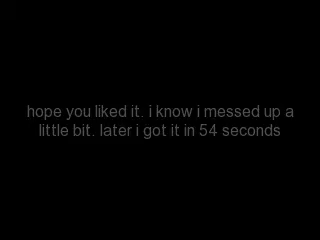 hope you liked it. i know i messed up a
little bit. later i got it in 54 seconds